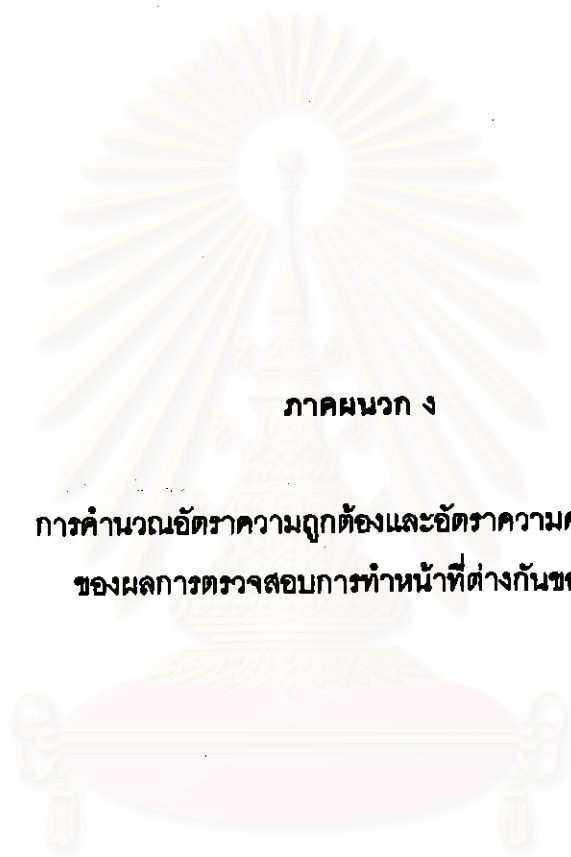 ภาคผนวก ง
การคำนวณอัตราความถูกต้องและอัตราความ
ของผลการตรวจสอบการทำหน้าที่ต่างกัน